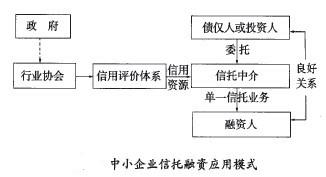 政 府
债仅人或投资人
委 托
行业协会
信用评价体系
信用
资源
信托中介
良好
关系
单一信托业务
融资人
中小企业信托融资应用模式